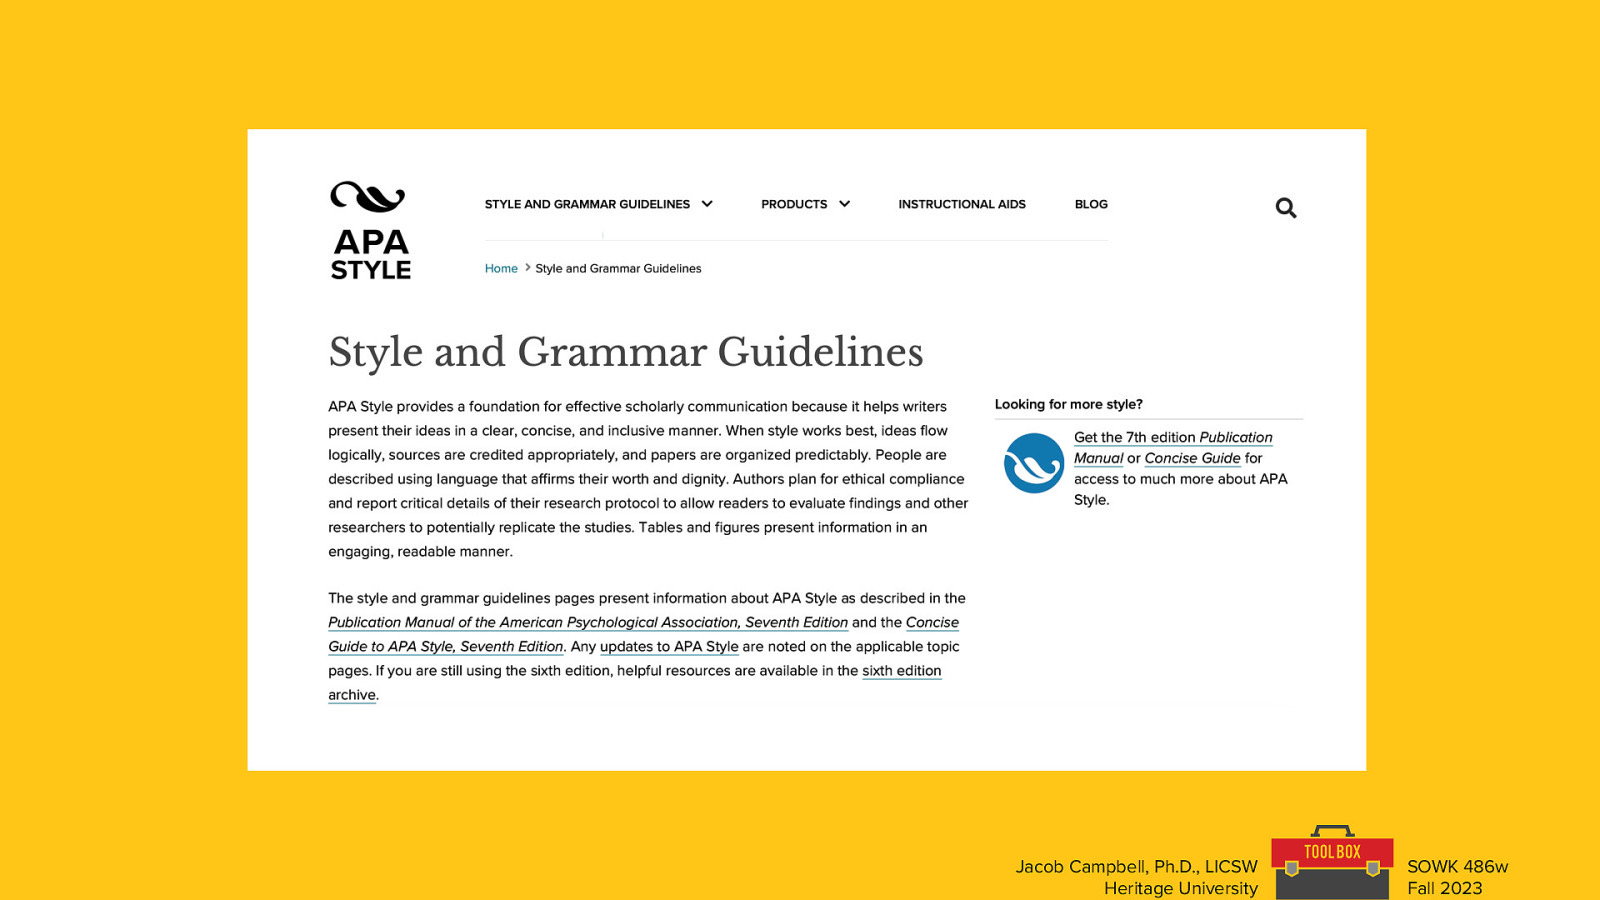 APA
STYLE
STYLE AND GRAMMAR GUIDELINES
PRODUCTS
INSTRUCTIONAL AIDS
BLOG
Home > Style and Grammar Guidelines
Style and Grammar Guidelines
APA Style provides a foundation for effective scholarly communication because it helps writers
present their ideas in a clear, concise, and inclusive manner. When style works best, ideas flow
logically, sources are credited appropriately, and papers are organized predictably. People are
described using language that affirms their worth and dignity. Authors plan for ethical compliance
and report critical details of their research protocol to allow readers to evaluate findings and other
researchers to potentially replicate the studies. Tables and figures present information in an
engaging, readable manner.
The style and grammar guidelines pages present information about APA Style as described in the
Publication Manual of the American Psychological Association, Seventh Edition and the Concise
Guide to APA Style, Seventh Edition. Any updates to APA Style are noted on the applicable topic
pages. If you are still using the sixth edition, helpful resources are available in the sixth edition
archive.
Looking for more style?
Get the 7th edition Publication
Manual or Concise Guide for
access to much more about APA
Style.
Jacob Campbell, Ph.D., LICSW
Heritage University
TOOLBOX
SOWK 486w
Fall 2023